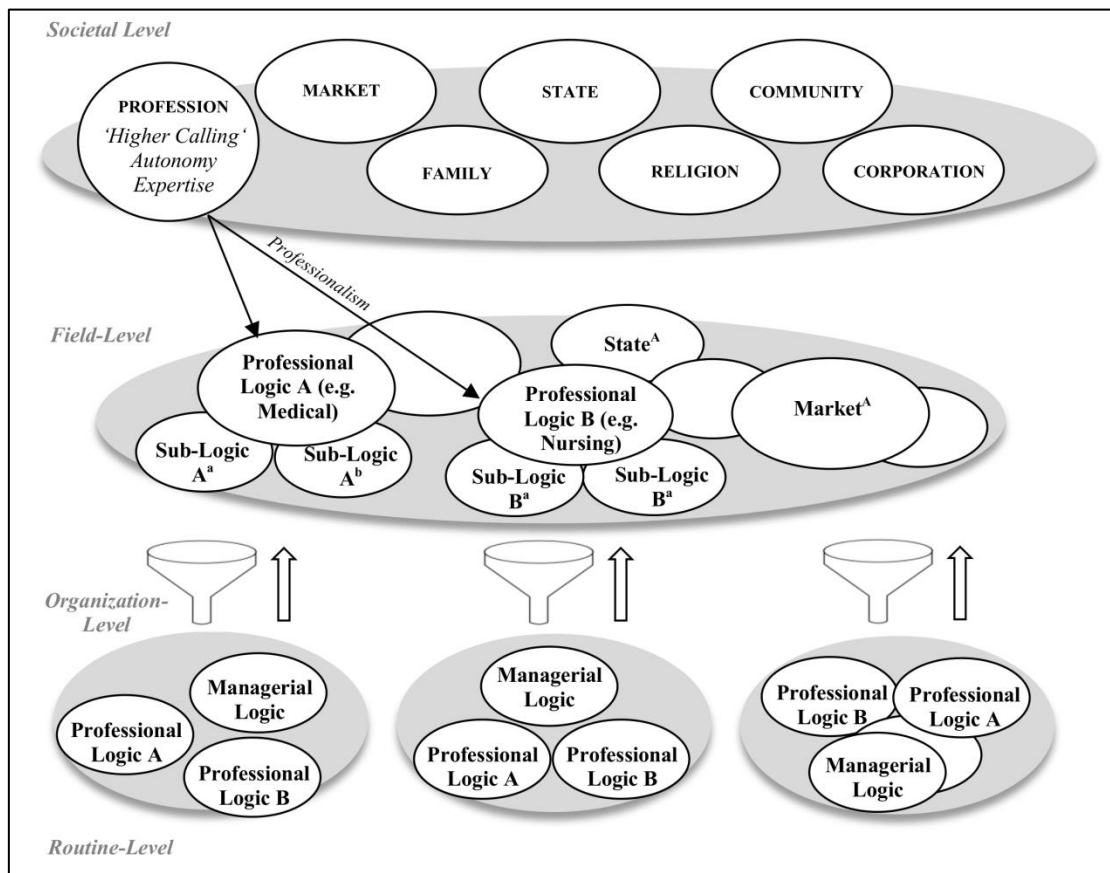 Societal Level
PROFESSION
‘Higher Calling‘
Autonomy
Expertise
MARKET
STATE
COMMUNITY
FAMILY
RELIGION
CORPORATION
Professionalism
Field-Level
Professional
Logic A (e.g.
Medical)
State^A
Professional
Logic B (e.g.
Nursing)
Market^A
Sub-Logic
A^a
Sub-Logic
A^b
Sub-Logic
B^a
Sub-Logic
B^a
Organization-
Level
Managerial
Logic
Professional
Logic A
Professional
Logic B
Managerial
Logic
Professional
Logic A
Professional
Logic B
Professional
Logic B
Professional
Logic A
Managerial
Logic
Routine-Level